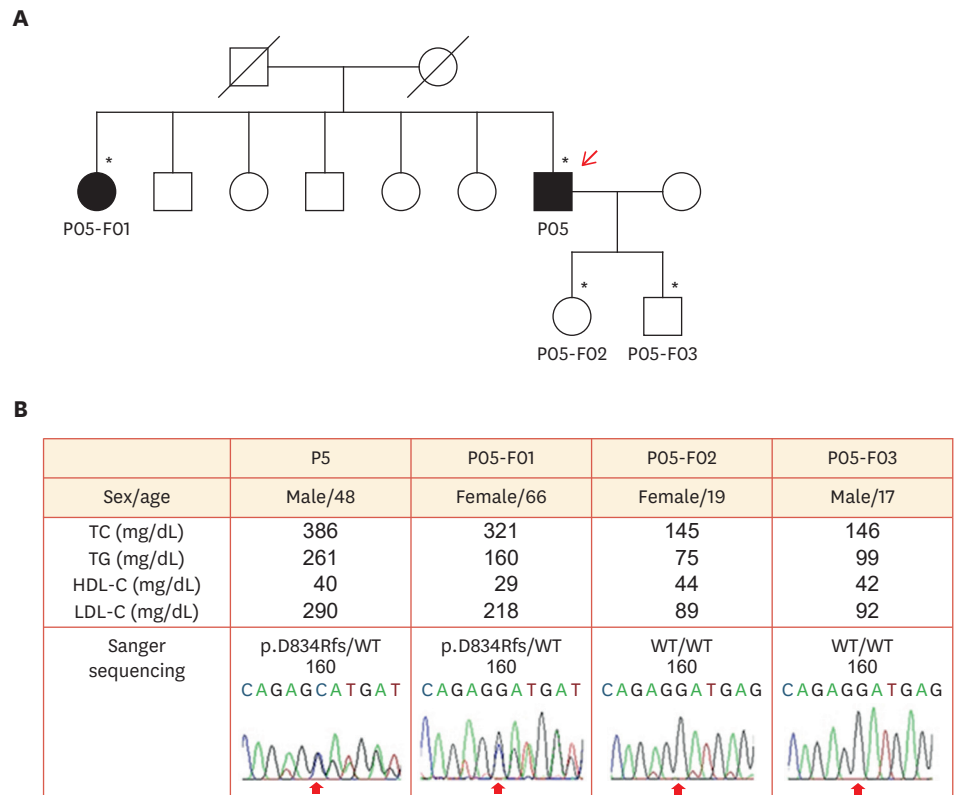 A
*
*
P05-F01
P05
*
*
P05-F02
P05-F03
B
P5 P05-F01 P05-F02 P05-F03
Sex/age Male/48 Female/66 Female/19 Male/17
TC (mg/dL) 386 321 145 146
TG (mg/dL) 261 160 75 99
HDL-C (mg/dL) 40 29 44 42
LDL-C (mg/dL) 290 218 89 92
Sanger p.D834Rfs/WT p.D834Rfs/WT WT/WT WT/WT
sequencing 160 160 160 160
CAGAGCATGAT CAGAGGATGAT CAGAGGATGAG CAGAGGATGAG